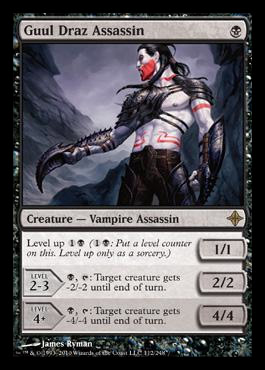 Guul Draz Assassin
Creature — Vampire Assassin
Level up 1 (1 : Put a level counter
on this. Level up only as a sorcery.)
1/1
LEVEL
2-3
, : Target creature gets
-2/-2 until end of turn.
2/2
LEVEL
4+
, : Target creature gets
-4/-4 until end of turn.
4/4
James Ryman
™ & © 1993–2010 Wizards of the Coast LLC 112/248